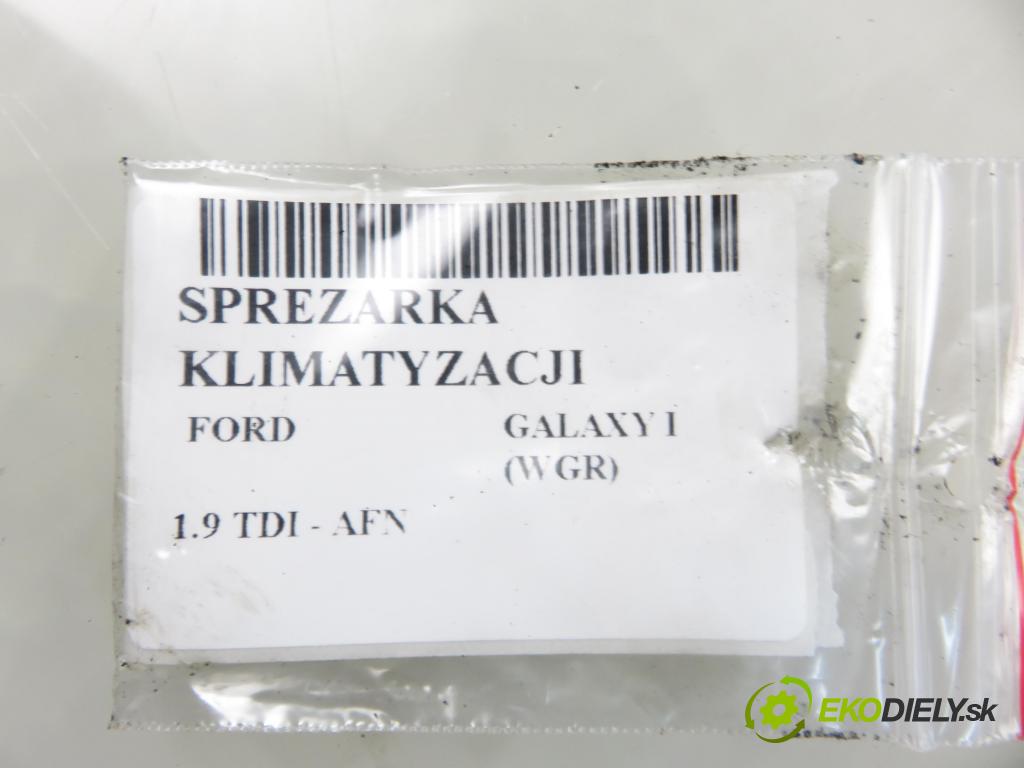 SPREZARKA
KLIMATYZACJI
FORD GALAXY I
(WGR)
1.9 TDI - AFN
EKODIELY.sk